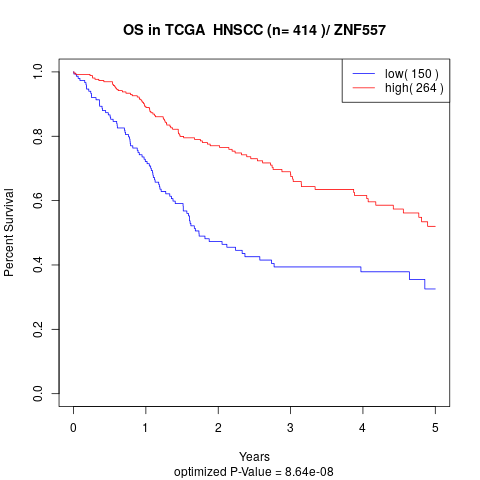 OS in TCGA  HNSCC (n= 414 )/ ZNF557
low( 150 )
high( 264 )
Percent Survival
1.0
0.8
0.6
0.4
0.2
0.0
0 1 2 3 4 5
Years
optimized P-Value = 8.64e-08